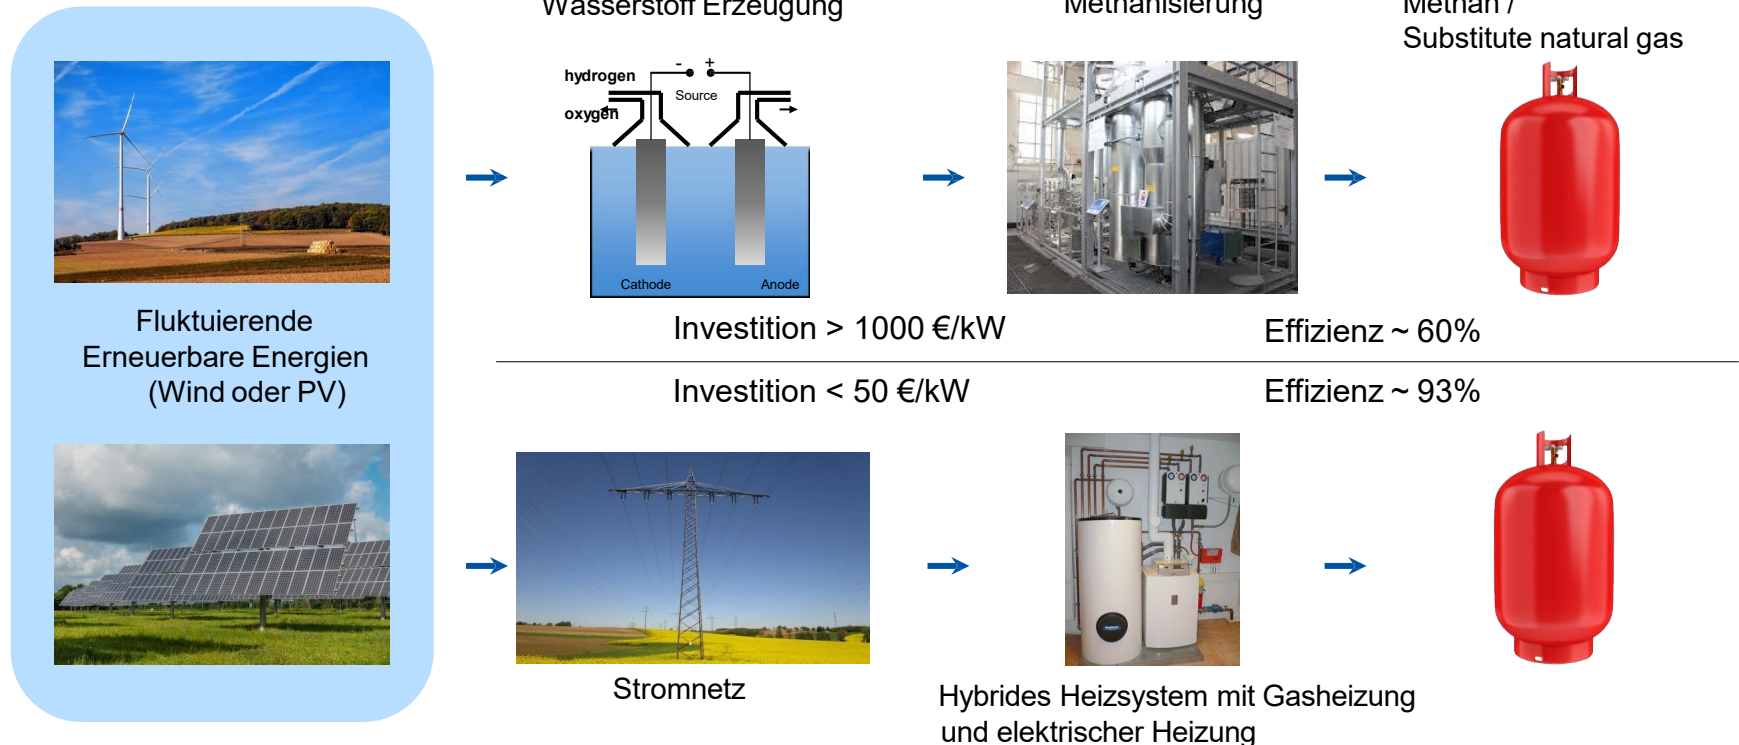 Wasserstoff Erzeugung
Methanisierung
Methan /
Substitute natural gas
hydrogen
- +
Source
oxygen
Cathode
Anode
Fluktuierende
Erneuerbare Energien
(Wind oder PV)
Investition > 1000 €/kW
Effizienz ~ 60%
Investition < 50 €/kW
Effizienz ~ 93%
Stromnetz
Hybrides Heizsystem mit Gasheizung
und elektrischer Heizung